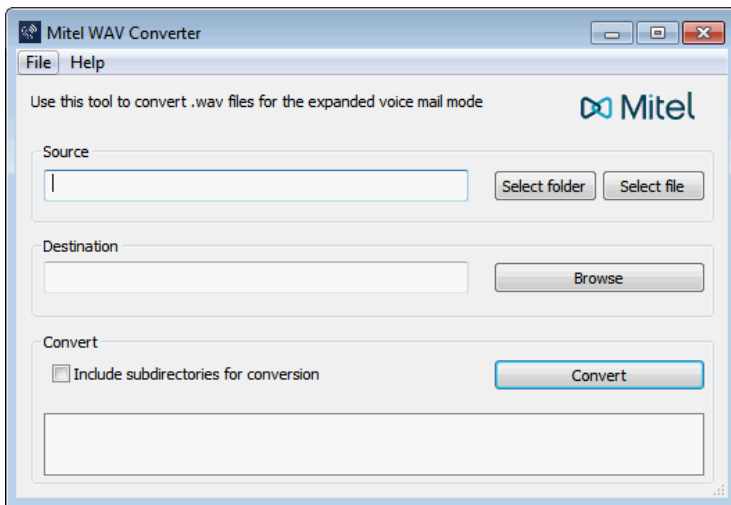 Mitel WAV Converter
File Help
Use this tool to convert .wav files for the expanded voice mail mode
Mitel
Source
Select folder Select file
Destination
Browse
Convert
Include subdirectories for conversion Convert